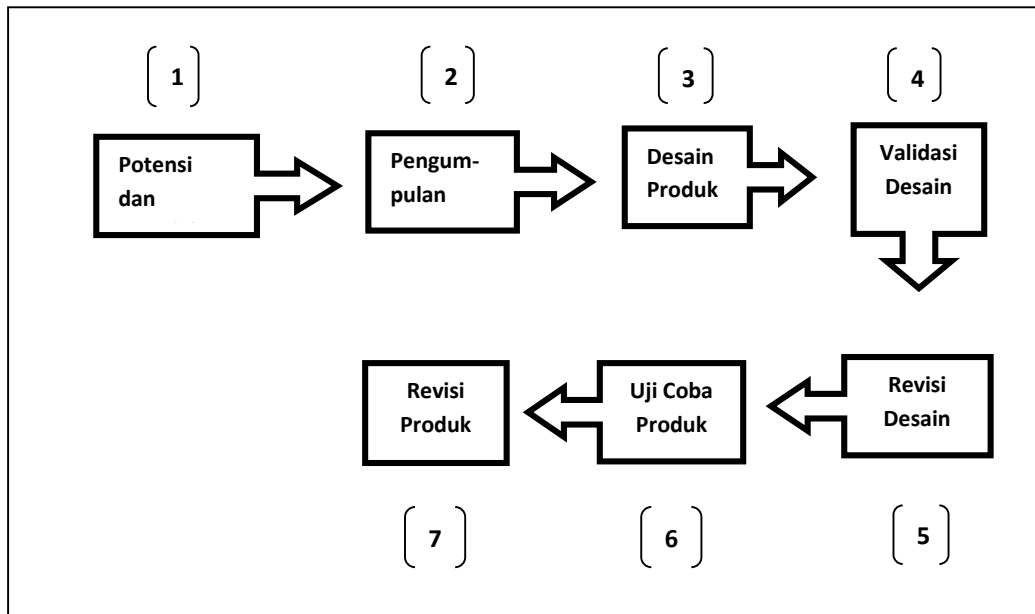 1
2
3
4
Potensi
dan
Pengum-
pulan
Desain
Produk
Validasi
Desain
Revisi
Produk
Uji Coba
Produk
Revisi
Desain
7
6
5